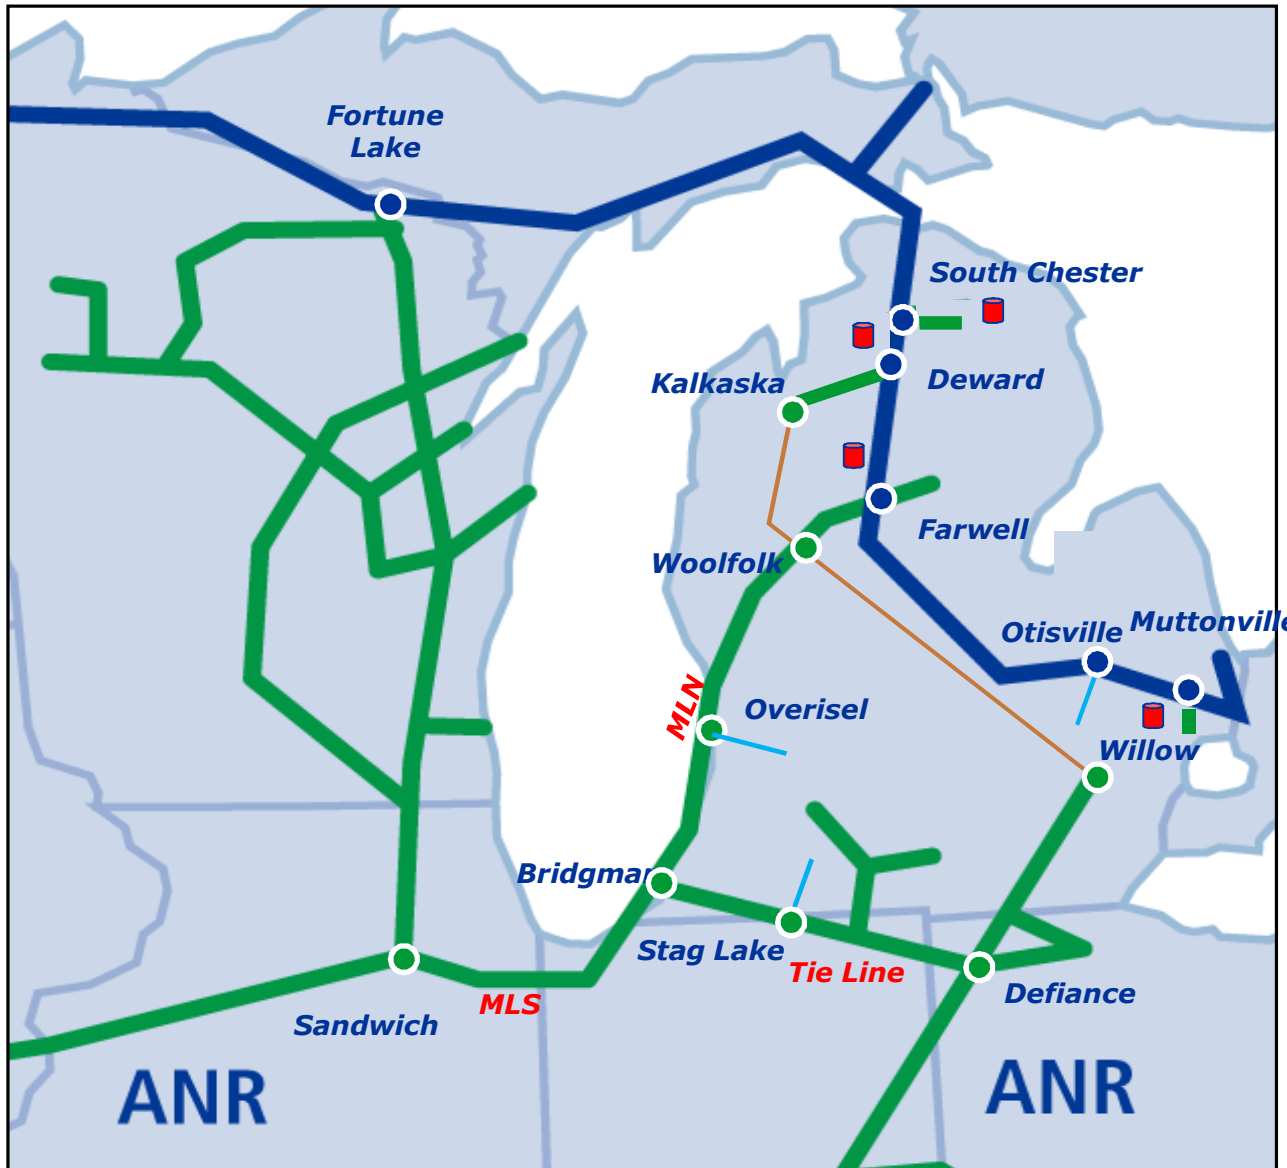 Fortune
Lake
South Chester
Kalkaska
Deward
Farwell
Woolfolk
Otisville
Muttonville
MLN
Overisel
Willow
Bridgman
Stag Lake
Tie Line
Defiance
MLS
Sandwich
ANR
ANR